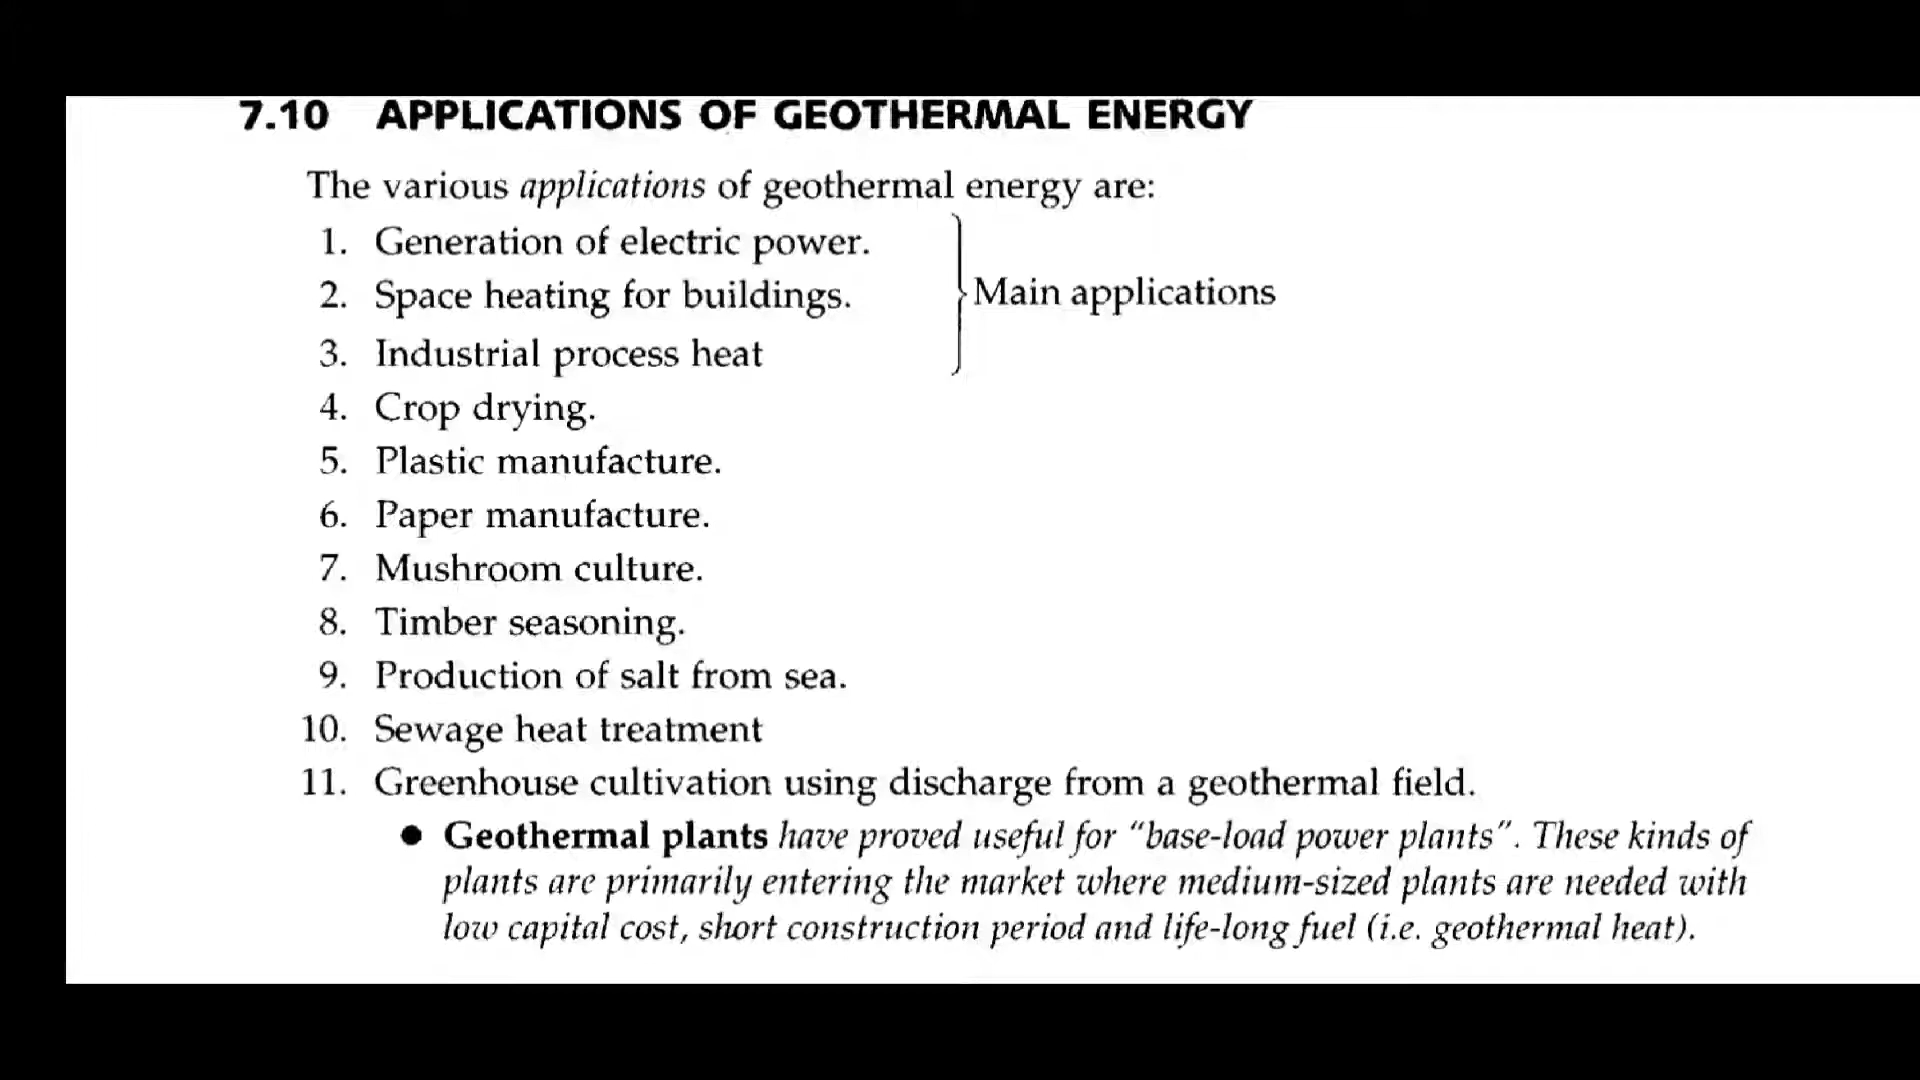 7.10 APPLICATIONS OF GEOTHERMAL ENERGY
The various applications of geothermal energy are:
1. Generation of electric power.
2. Space heating for buildings.
Main applications
3. Industrial process heat
4. Crop drying.
5. Plastic manufacture.
6. Paper manufacture.
7. Mushroom culture.
8. Timber seasoning.
9. Production of salt from sea.
10. Sewage heat treatment
11. Greenhouse cultivation using discharge from a geothermal field.
● Geothermal plants have proved useful for “base-load power plants”. These kinds of
plants are primarily entering the market where medium-sized plants are needed with
low capital cost, short construction period and life-long fuel (i.e. geothermal heat).